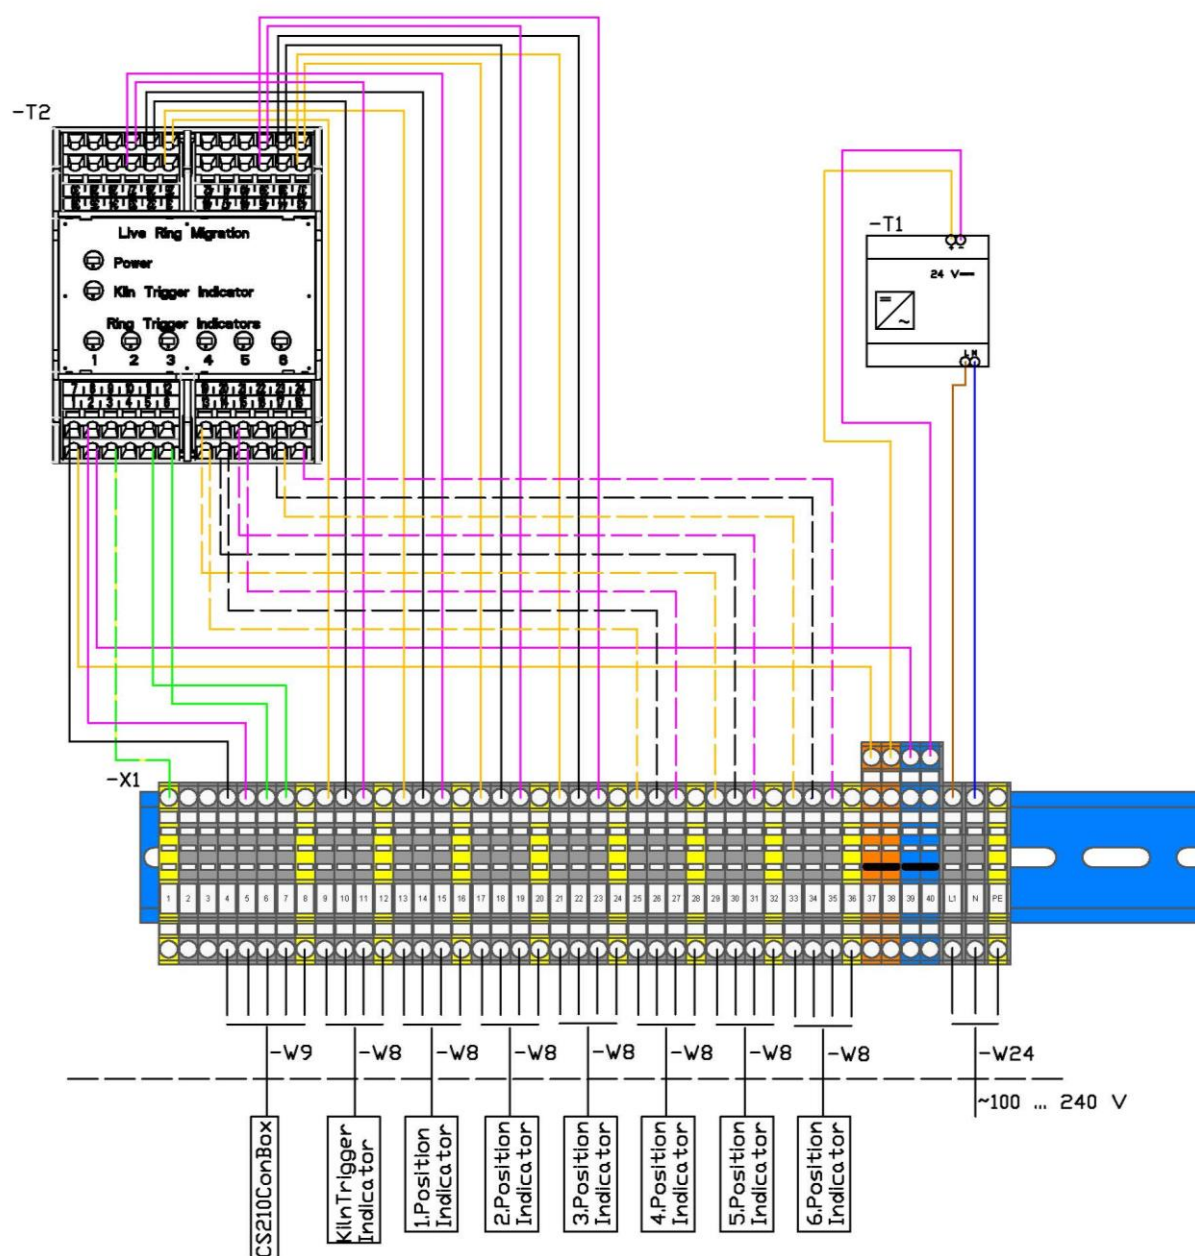 -T2
Live Ring Migration
Power
Kiln Trigger Indicator
Ring Trigger Indicators
1 2 3 4 5 6
-T1
+ -
24 V
L N
-X1
1 2 3 4 5 6 7 8 9 10 11 12 13 14 15 16 17 18 19 20 21 22 23 24 25 26 27 28 29 30 31 32 33 34 35 36 37 38 39 40 L1 N PE
-W9 -W8 -W8 -W8 -W8 -W8 -W8 -W8 -W24
~100 ... 240 V
CS210ConBox
KilnTrigger
Indicator
1.Position
Indicator
2.Position
Indicator
3.Position
Indicator
4.Position
Indicator
5.Position
Indicator
6.Position
Indicator